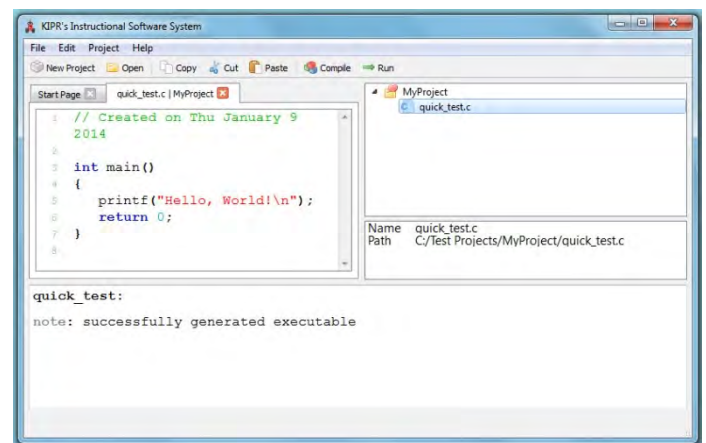 KIPR's Instructional Software System
File Edit Project Help
New Project Open Copy Cut Paste Compile Run
Start Page quick_test.c | MyProject
1 // Created on Thu January 9
2014
2
3 int main()
4 {
5 printf("Hello, World!\n");
6 return 0;
7 }
8
MyProject
quick_test.c
Name quick_test.c
Path C:/Test Projects/MyProject/quick_test.c
quick_test:
note: successfully generated executable